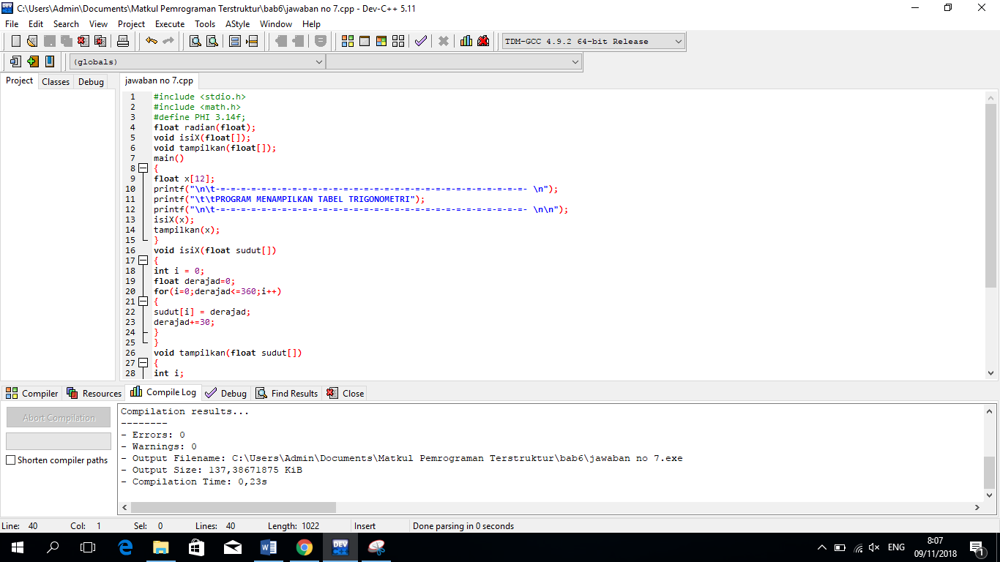 C:\Users\Admin\Documents\Matkul Pemrograman Terstruktur\bab6\jawaban no 7.cpp - Dev-C++ 5.11
File Edit Search View Project Execute Tools AStyle Window Help
TDM-GCC 4.9.2 64-bit Release
(globals)
Project Classes Debug
jawaban no 7.cpp
1 #include <stdio.h>
2 #include <math.h>
3 #define PHI 3.14f;
4 float radian(float);
5 void isiX(float[]);
6 void tampilkan(float[]);
7 main()
8 {
9 float x[12];
10 printf("\n\t------------------------------------------------------------- \n");
11 printf("\t\tPROGRAM MENAMPILKAN TABEL TRIGONOMETRI");
12 printf("\n\t------------------------------------------------------------- \n\n");
13 isiX(x);
14 tampilkan(x);
15 }
16 void isiX(float sudut[])
17 {
18 int i = 0;
19 float derajad=0;
20 for(i=0;derajad<=360;i++)
21 {
22 sudut[i] = derajad;
23 derajad+=30;
24 }
25 }
26 void tampilkan(float sudut[])
27 {
28 int i;
Compiler Resources Compile Log Debug Find Results Close
Abort Compilation
Shorten compiler paths
Compilation results...
--------
- Errors: 0
- Warnings: 0
- Output Filename: C:\Users\Admin\Documents\Matkul Pemrograman Terstruktur\bab6\jawaban no 7.exe
- Output Size: 137,38671875 KiB
- Compilation Time: 0,23s
Line: 40 Col: 1 Sel: 0 Lines: 40 Length: 1022 Insert Done parsing in 0 seconds
DEV
ENG
8:07
09/11/2018
1